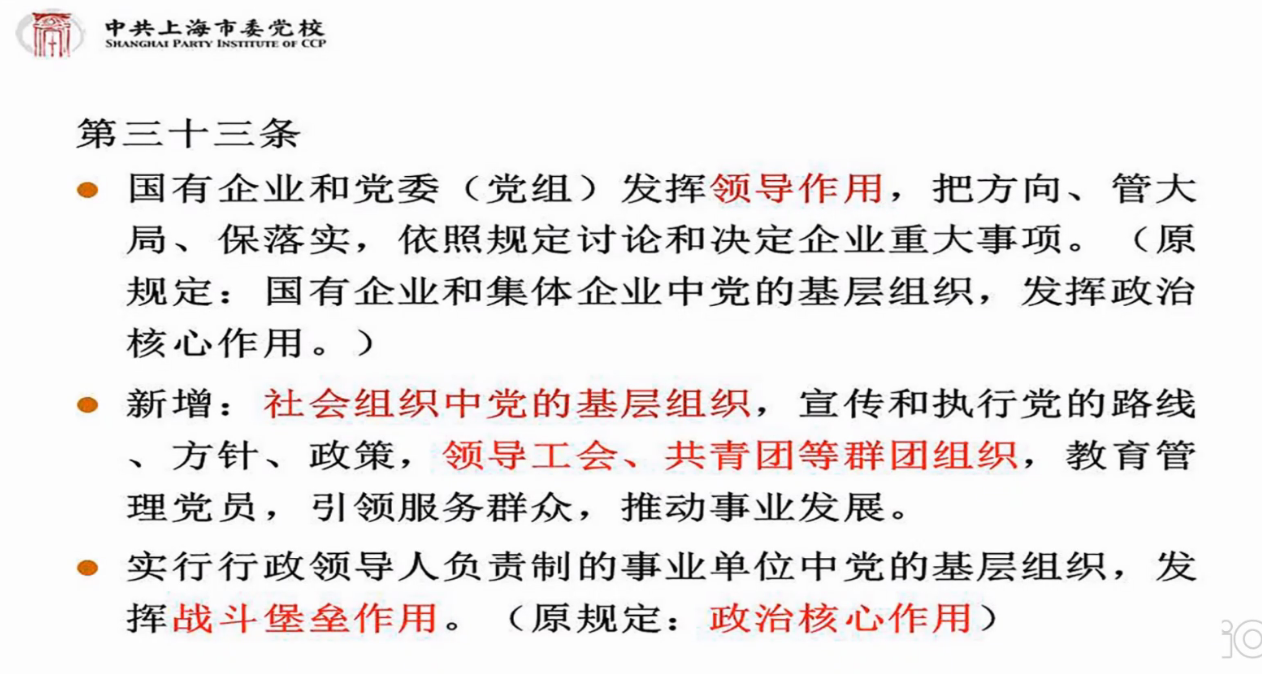 中共上海市委党校
SHANGHAI PARTY INSTITUTE OF CCP
第三十三条
国有企业和党委（党组）发挥领导作用，把方向、管大
局、保落实，依照规定讨论和决定企业重大事项。（原
规定：国有企业和集体企业中党的基层组织，发挥政治
核心作用。）
新增：社会组织中党的基层组织，宣传和执行党的路线
、方针、政策，领导工会、共青团等群团组织，教育管
理党员，引领服务群众，推动事业发展。
实行行政领导人负责制的事业单位中党的基层组织，发
挥战斗堡垒作用。（原规定：政治核心作用）